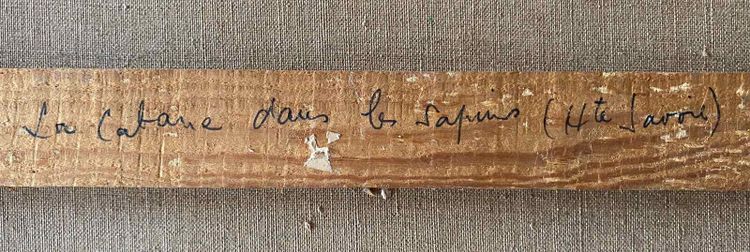 La Cabane dans les sapins (Hte Savoie)